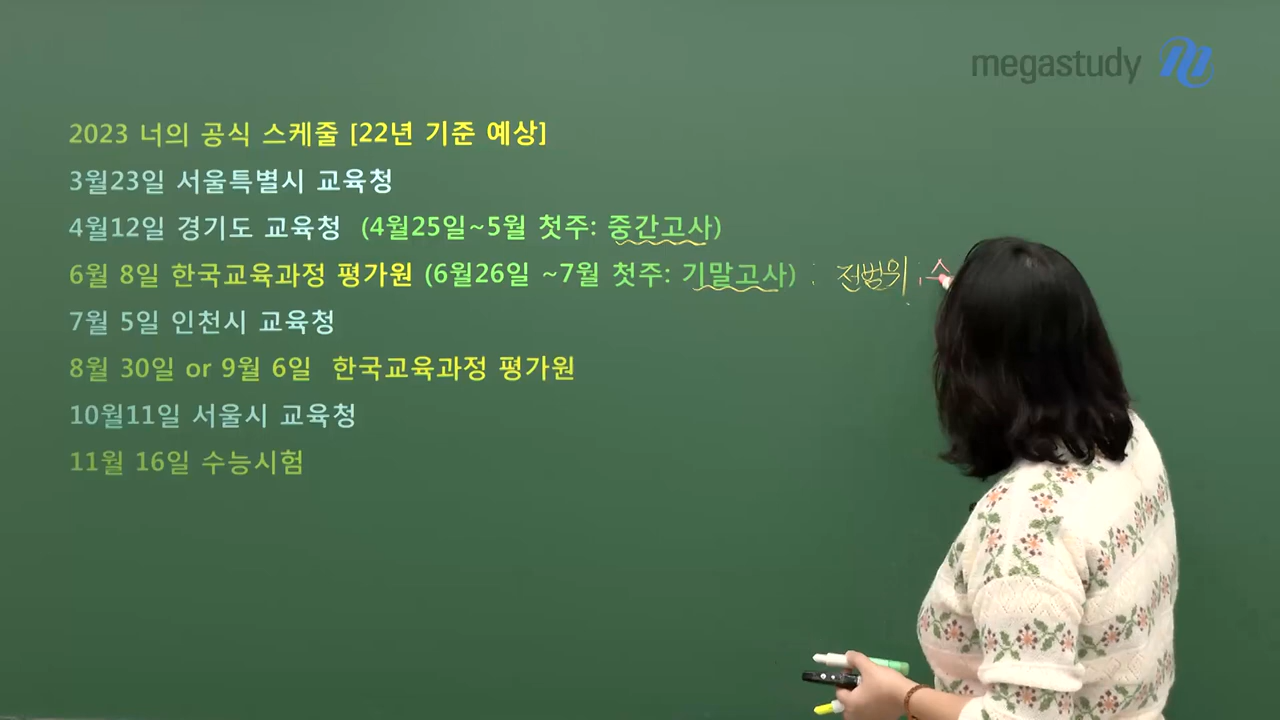 megastudy
2023 너의 공식 스케줄 [22년 기준 예상]
3월23일 서울특별시 교육청
4월12일 경기도 교육청 (4월25일~5월 첫주: 중간고사)
6월 8일 한국교육과정 평가원 (6월26일 ~7월 첫주: 기말고사) : 전범위
7월 5일 인천시 교육청
8월 30일 or 9월 6일 한국교육과정 평가원
10월11일 서울시 교육청
11월 16일 수능시험